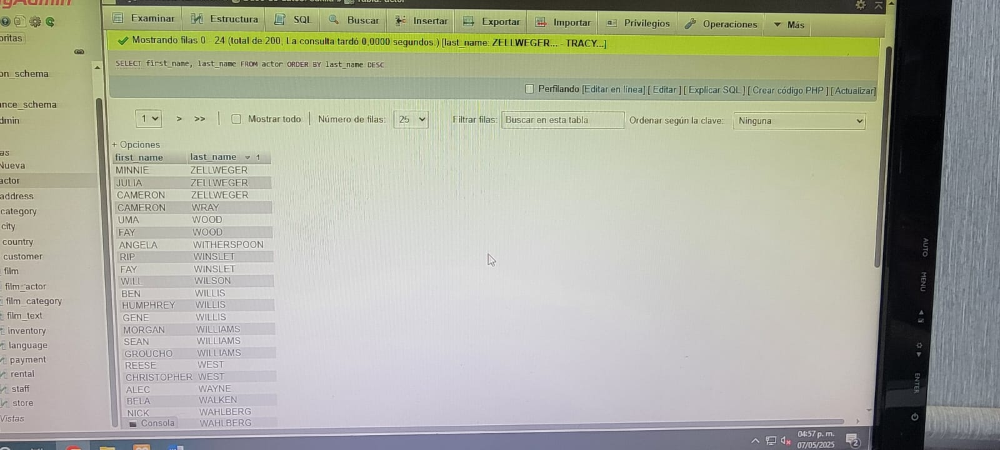 Examinar Estructura SQL Buscar Insertar Exportar Importar Privilegios Operaciones Más
Mostrando filas 0 - 24 (total de 200, La consulta tardó 0,0000 segundos.) [last_name: ZELLWEGER... - TRACY...]
SELECT first_name, last_name FROM actor ORDER BY last_name DESC
Perfilando [Editar en línea] [ Editar ] [ Explicar SQL ] [ Crear código PHP ] [ Actualizar]
1 > >> | Mostrar todo | Número de filas: 25 Filtrar filas: Buscar en esta tabla Ordenar según la clave: Ninguna
+ Opciones
first_name last_name 1
MINNIE ZELLWEGER
JULIA ZELLWEGER
CAMERON ZELLWEGER
CAMERON WRAY
UMA WOOD
FAY WOOD
ANGELA WITHERSPOON
RIP WINSLET
FAY WINSLET
WILL WILSON
BEN WILLIS
HUMPHREY WILLIS
GENE WILLIS
MORGAN WILLIAMS
SEAN WILLIAMS
GROUCHO WILLIAMS
REESE WEST
CHRISTOPHER WEST
ALEC WAYNE
BELA WALKEN
NICK WAHLBERG
Consola WAHLBERG
oritas
on_schema
ance_schema
dmin
as
Nueva
actor
address
category
city
country
customer
film
film_actor
film_category
film_text
inventory
language
payment
rental
staff
store
Vistas
04:57 p. m.
07/05/2025
2
AUTO
MENU
ENTER